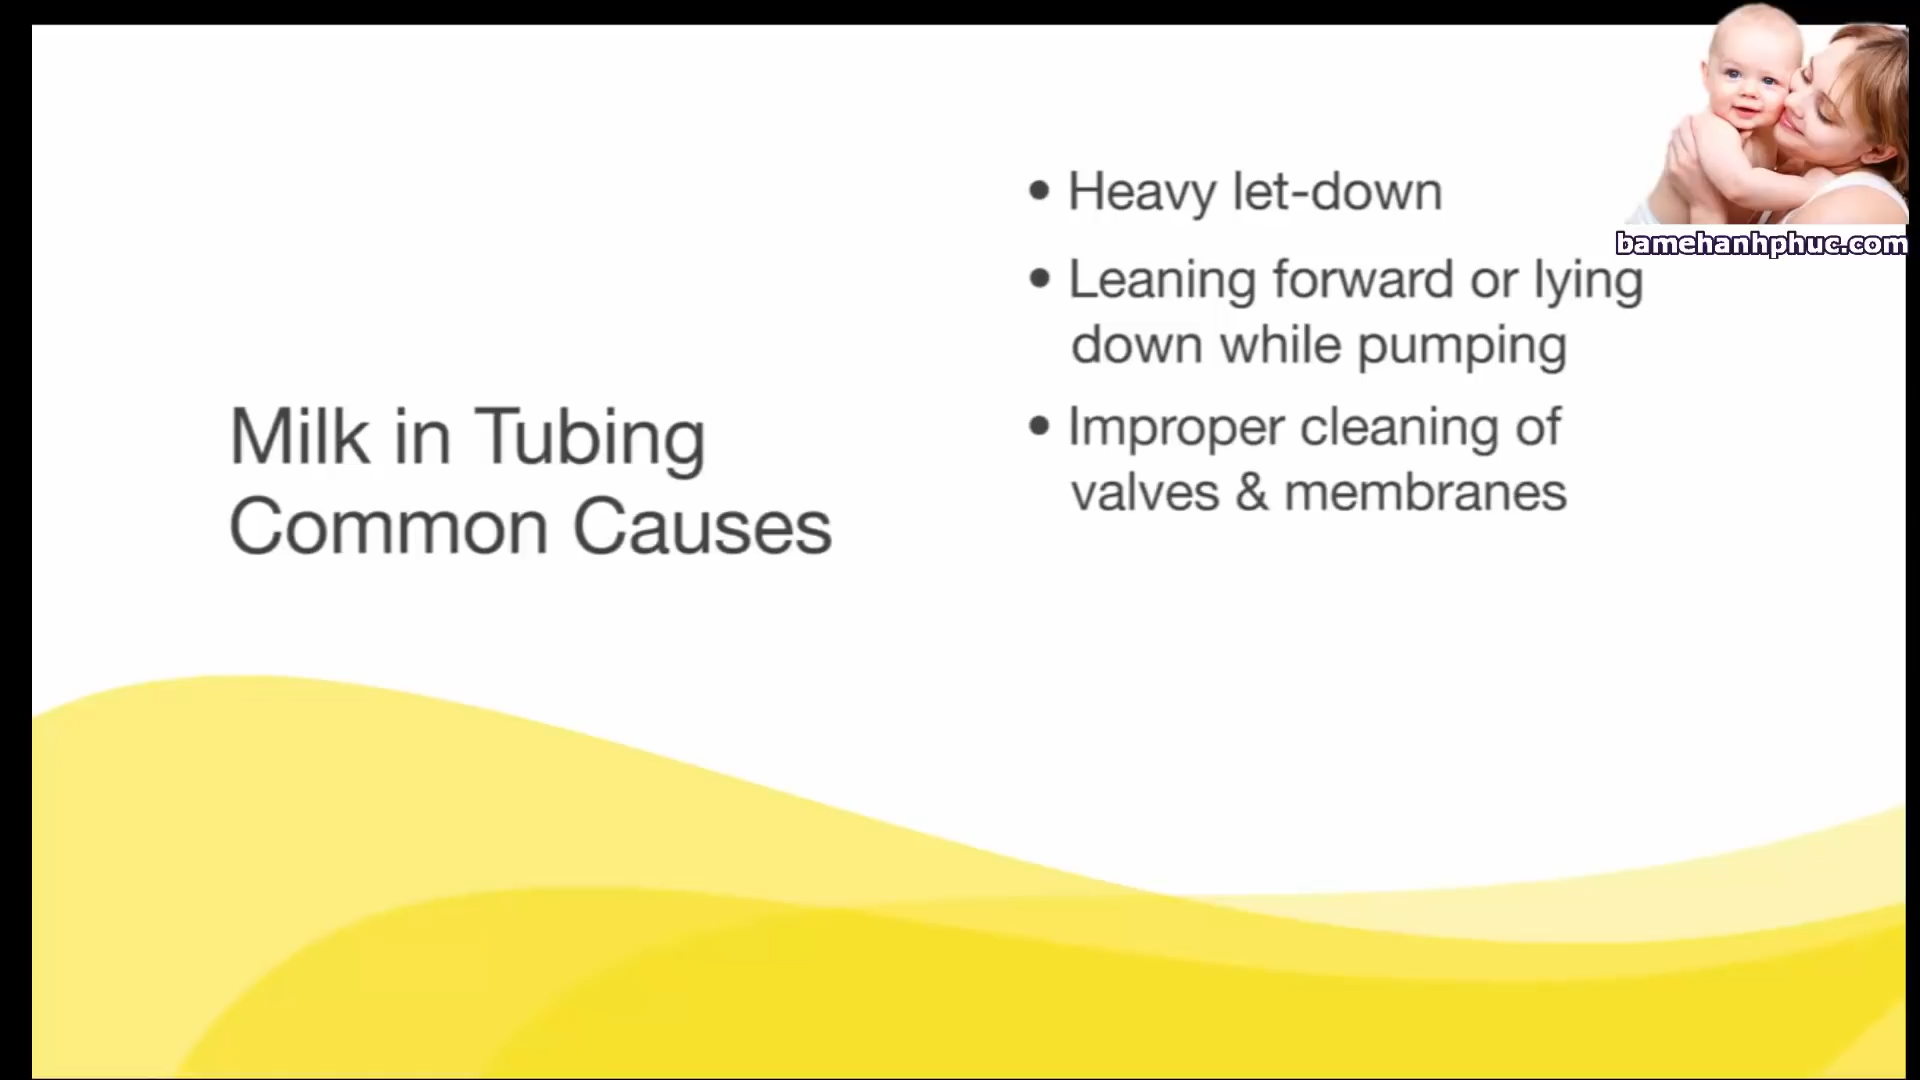 Milk in Tubing
Common Causes
• Heavy let-down
• Leaning forward or lying
down while pumping
• Improper cleaning of
valves & membranes
bamehanhphuc.com